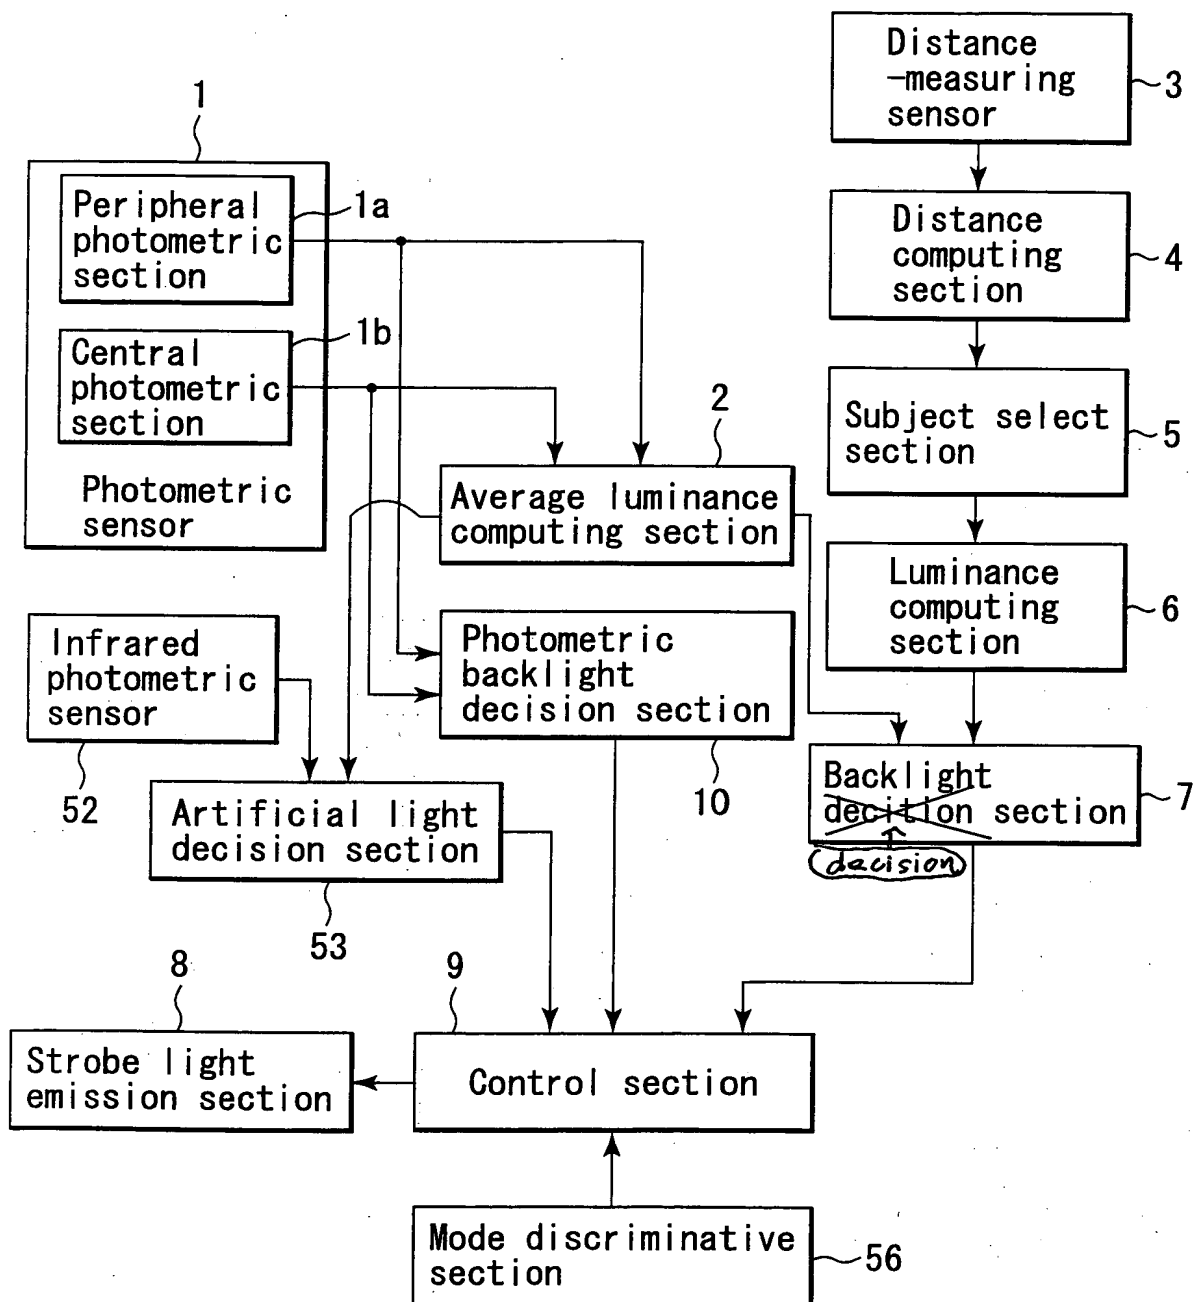 Distance
-measuring
sensor
3
1
Peripheral
photometric
section
1a
Distance
computing
section
4
Central
photometric
section
1b
Photometric
sensor
2
Average luminance
computing section
Subject select
section
5
Luminance
computing
section
6
Infrared
photometric
sensor
52
Photometric
backlight
decision section
10
Backlight
decition section
7
decision
Artificial light
decision section
53
8
Strobe light
emission section
9
Control section
Mode discriminative
section
56